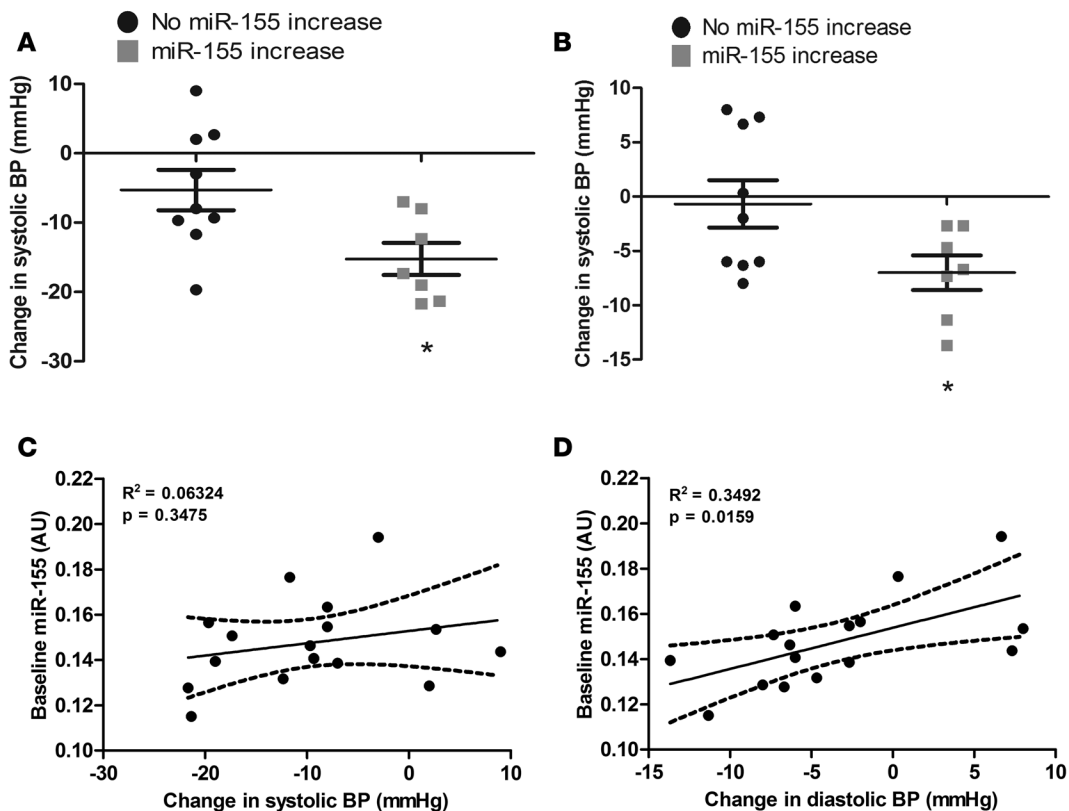 A
No miR-155 increase
miR-155 increase
Change in systolic BP (mmHg)
10
0
-10
-20
-30
*
B
No miR-155 increase
miR-155 increase
Change in systolic BP (mmHg)
10
5
0
-5
-10
-15
*
C
R² = 0.06324
p = 0.3475
Baseline miR-155 (AU)
0.22
0.20
0.18
0.16
0.14
0.12
0.10
-30 -20 -10 0 10
Change in systolic BP (mmHg)
D
R² = 0.3492
p = 0.0159
Baseline miR-155 (AU)
0.22
0.20
0.18
0.16
0.14
0.12
0.10
-15 -10 -5 0 5 10
Change in diastolic BP (mmHg)